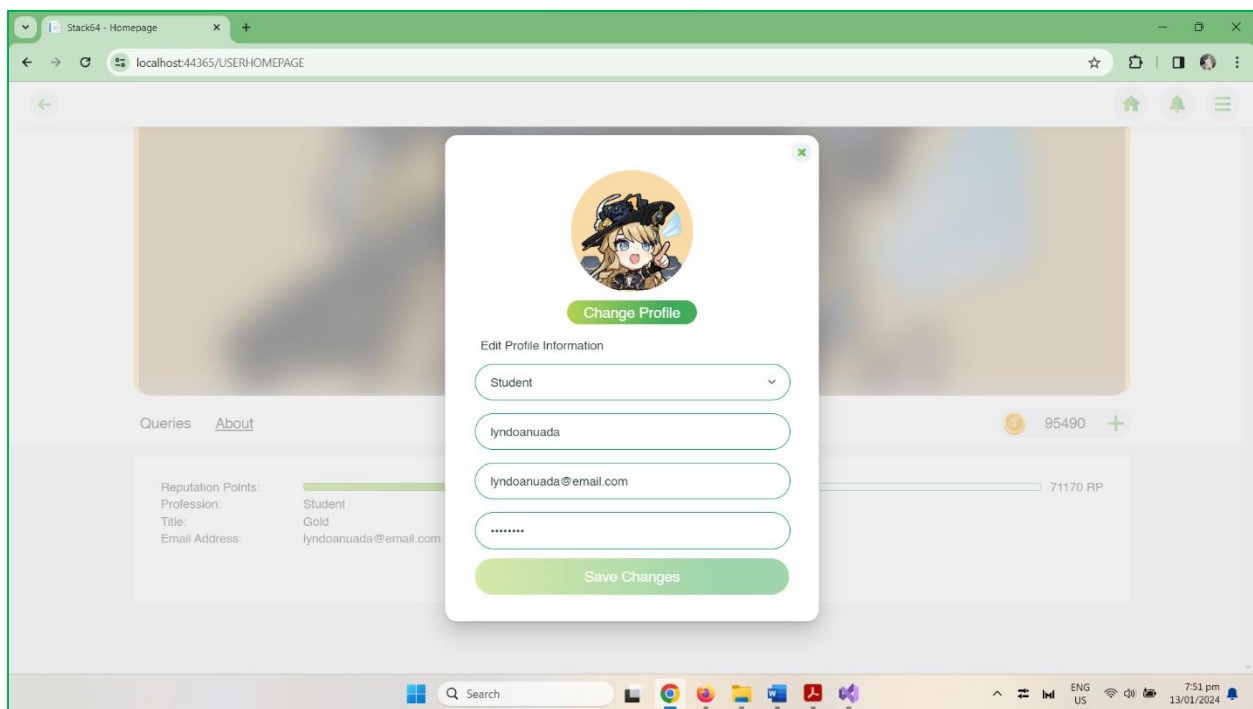 Stack64 - Homepage
localhost:44365/USERHOMEPAGE
Change Profile
Edit Profile Information
Student
lyndoanuada
lyndoanuada@email.com
••••••••
Save Changes
Queries About 95490
Reputation Points: 71170 RP
Profession: Student
Title: Gold
Email Address: lyndoanuada@email.com
Search
ENG 7:51 pm
US 13/01/2024